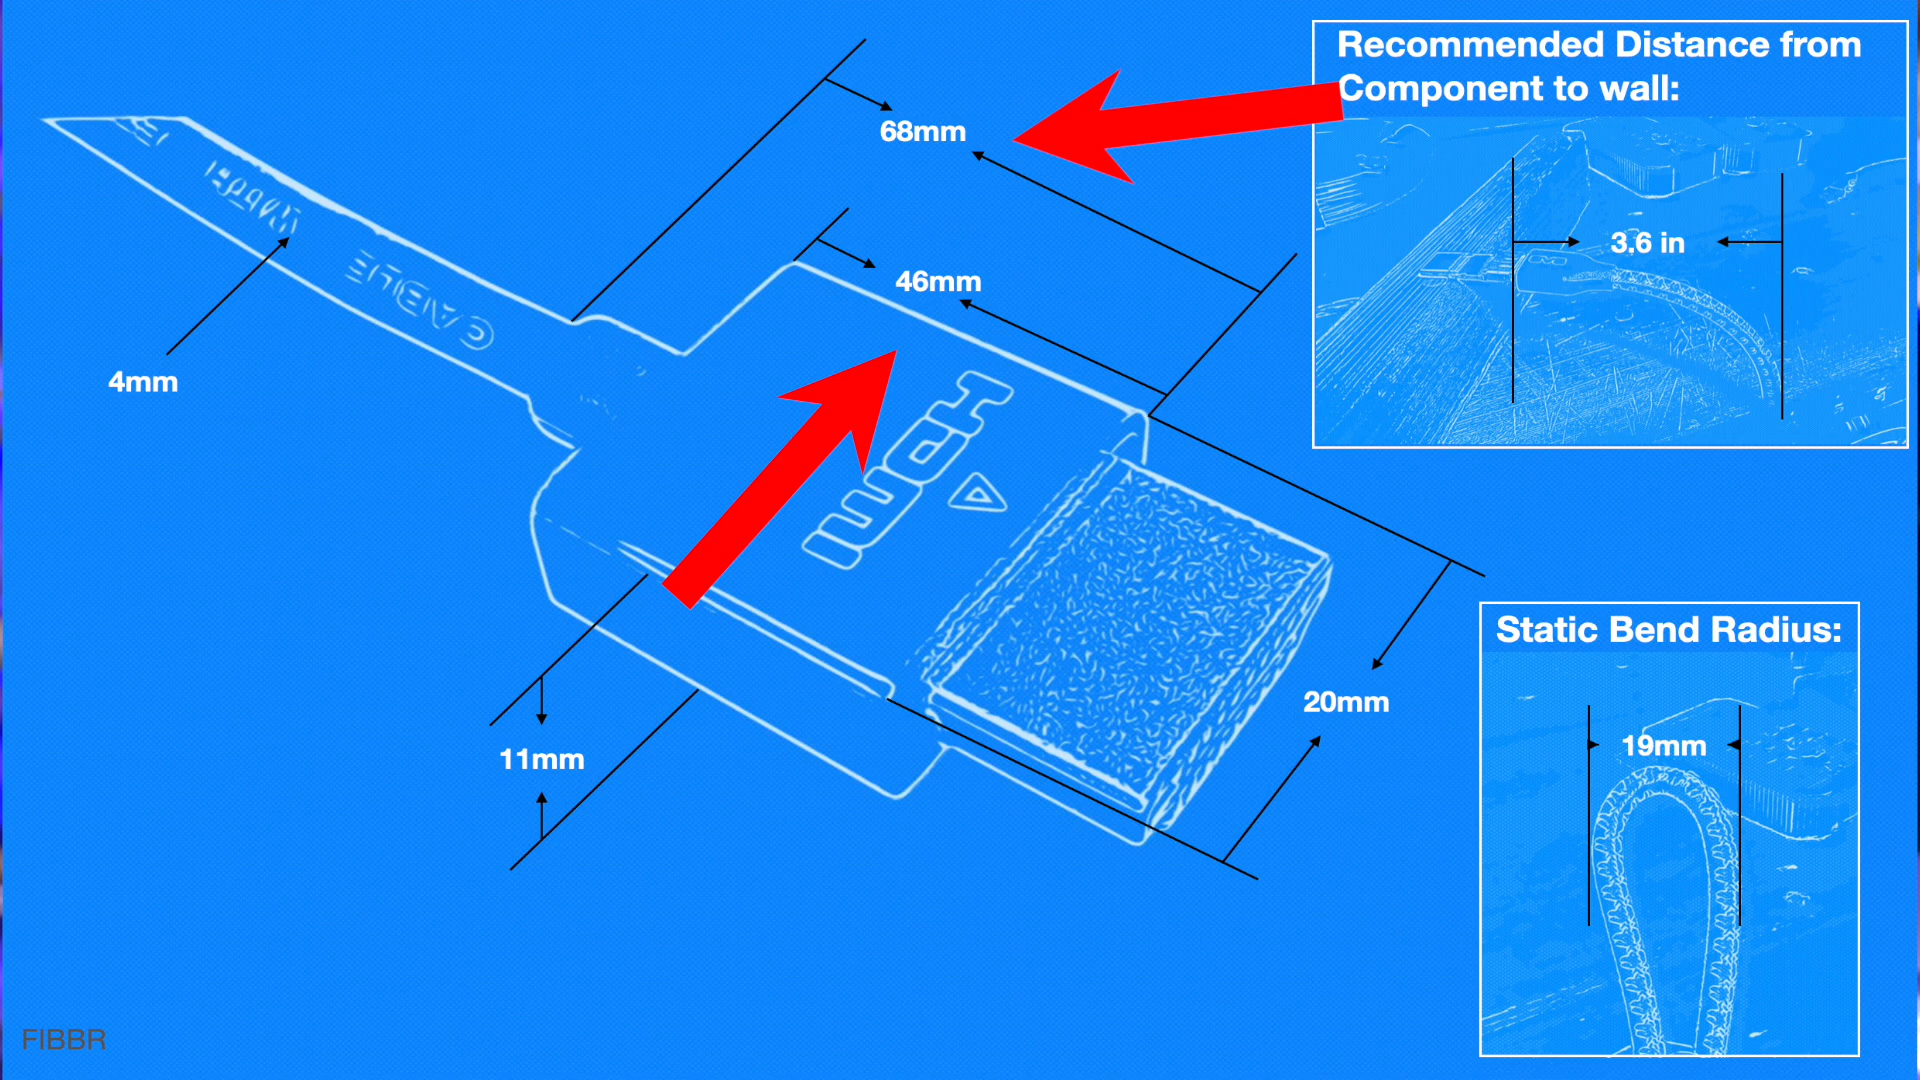 Recommended Distance from
Component to wall:
3.6 in
68mm
46mm
4mm
CABLE
HDMI
20mm
11mm
Static Bend Radius:
19mm
FIBBR